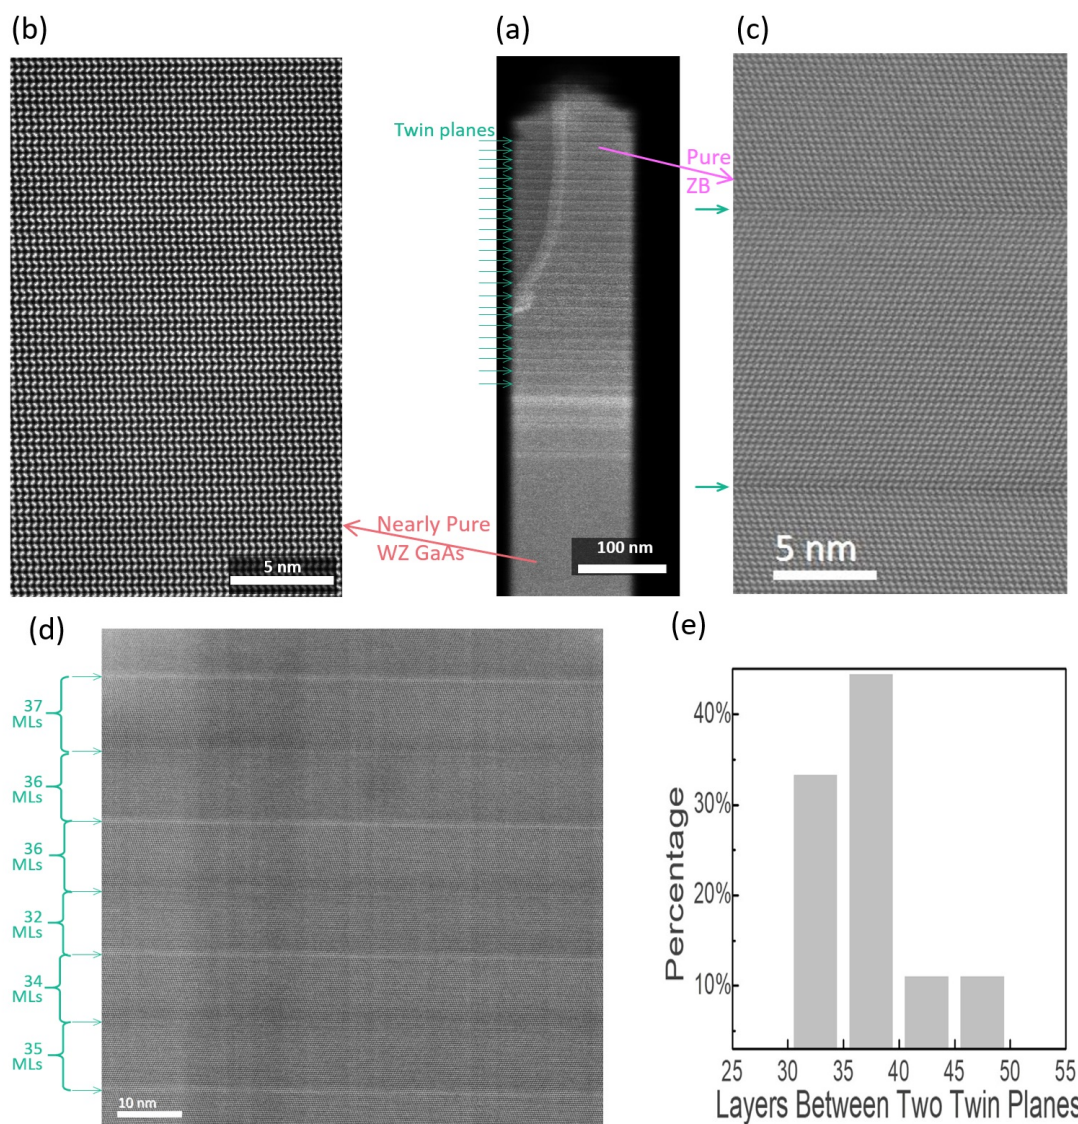 (b)
(a)
(c)
Twin planes
Pure
ZB
Nearly Pure
WZ GaAs
5 nm
100 nm
5 nm
(d)
37
MLs
36
MLs
36
MLs
32
MLs
34
MLs
35
MLs
10 nm
(e)
Percentage
40%
30%
20%
10%
25 30 35 40 45 50 55
Layers Between Two Twin Planes